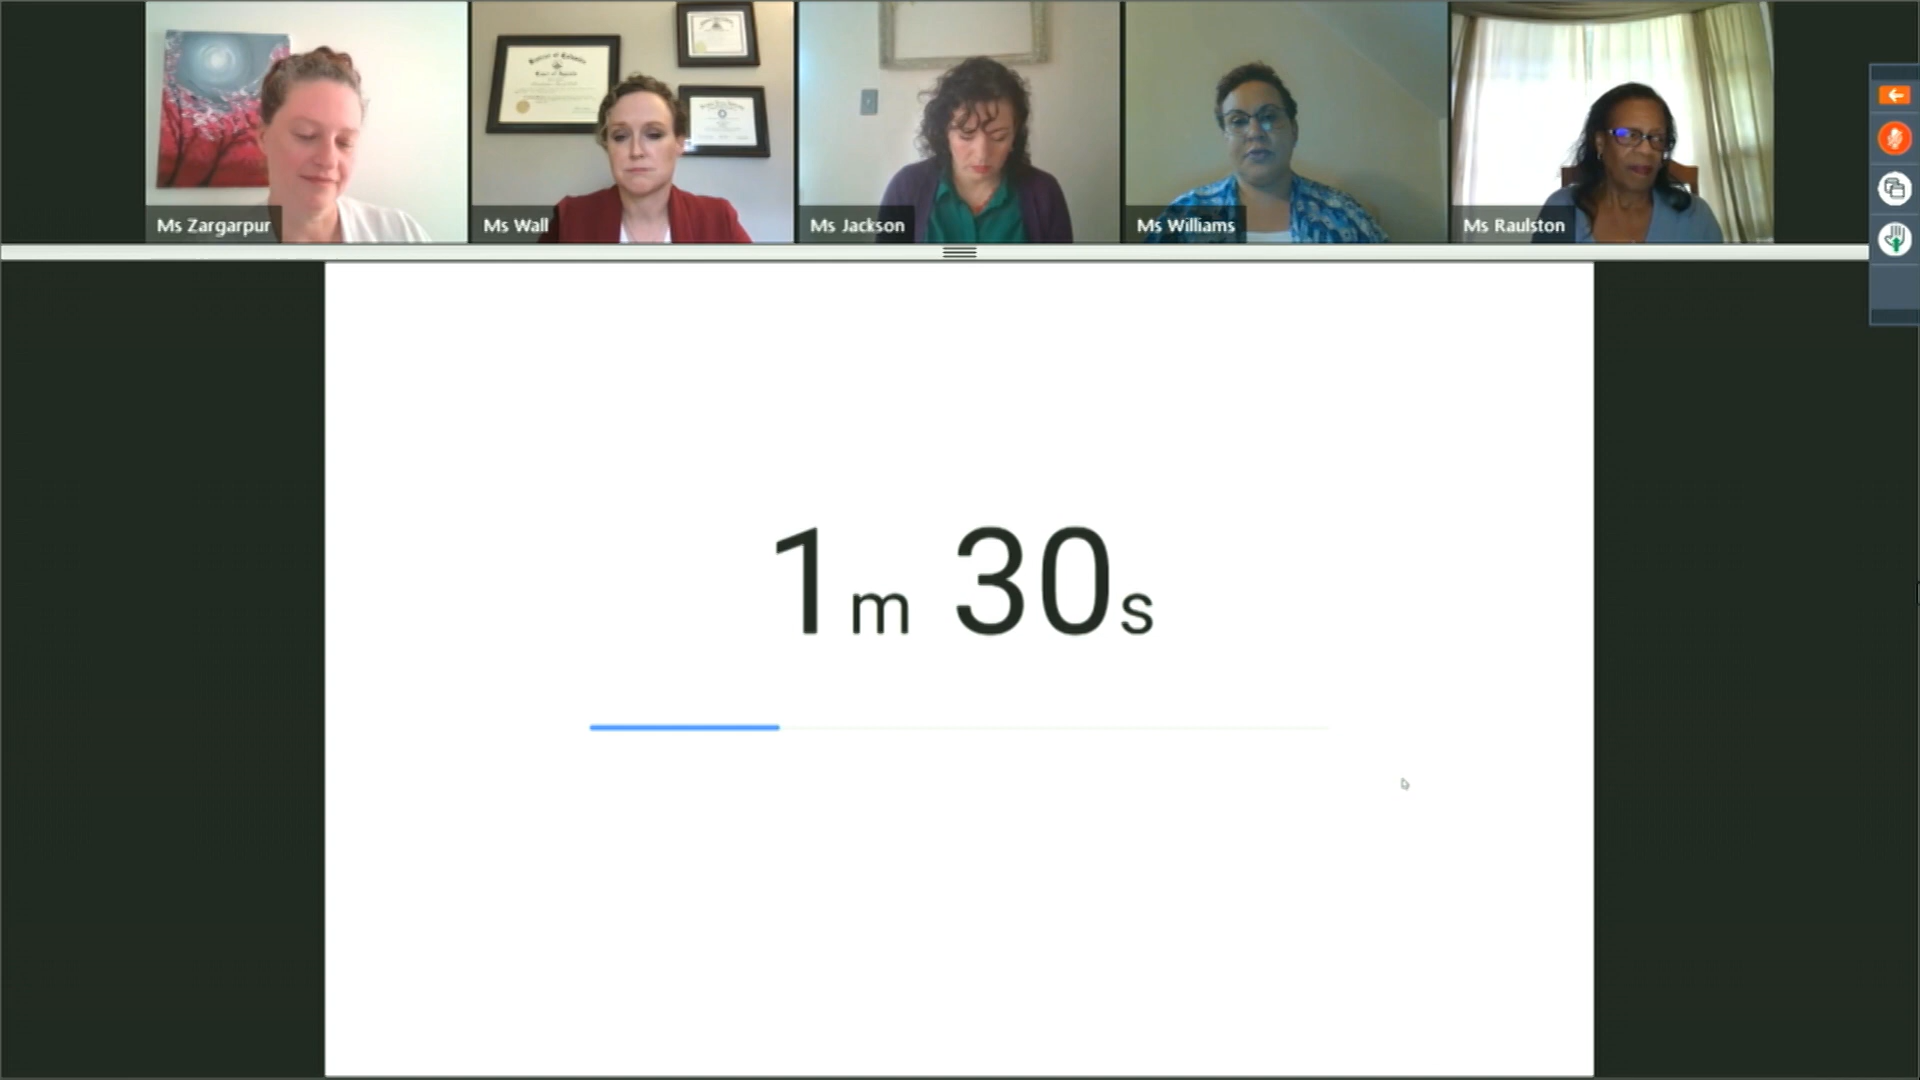 Ms Zargarpur
Ms Wall
Ms Jackson
Ms Williams
Ms Raulston
1m 30s